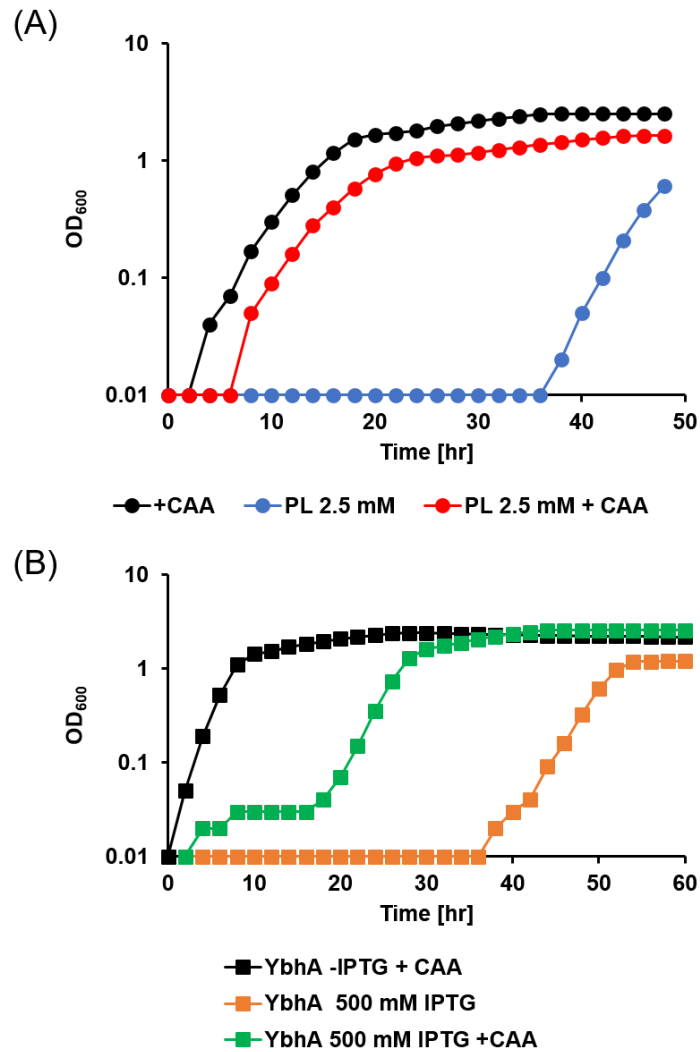 (A)
10
1
0.1
0.01
OD600
0 10 20 30 40 50
Time [hr]
+CAA PL 2.5 mM PL 2.5 mM + CAA
(B)
10
1
0.1
0.01
OD600
0 10 20 30 40 50 60
Time [hr]
YbhA -IPTG + CAA
YbhA 500 mM IPTG
YbhA 500 mM IPTG +CAA